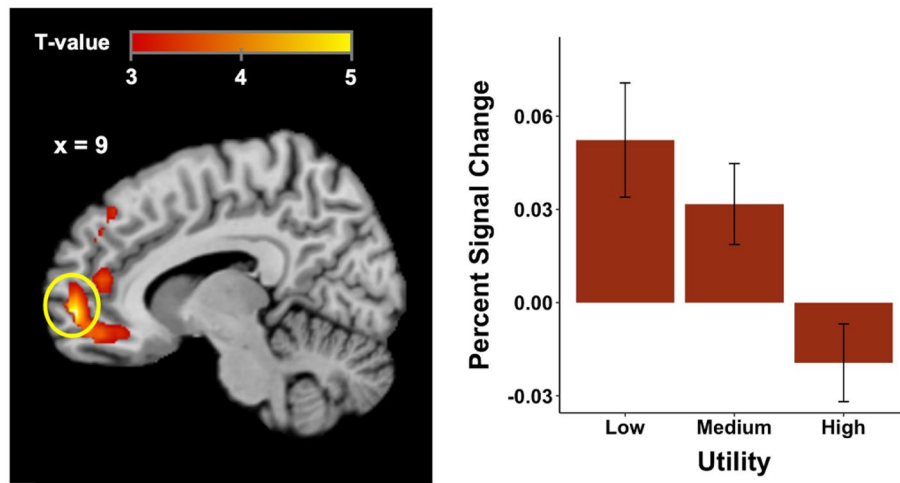 T-value
3 4 5
x = 9
Percent Signal Change
0.06
0.03
0.00
-0.03
Low Medium High
Utility